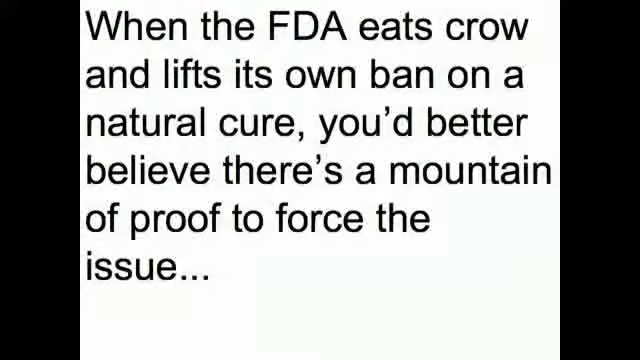 When the FDA eats crow
and lifts its own ban on a
natural cure, you’d better
believe there’s a mountain
of proof to force the
issue...